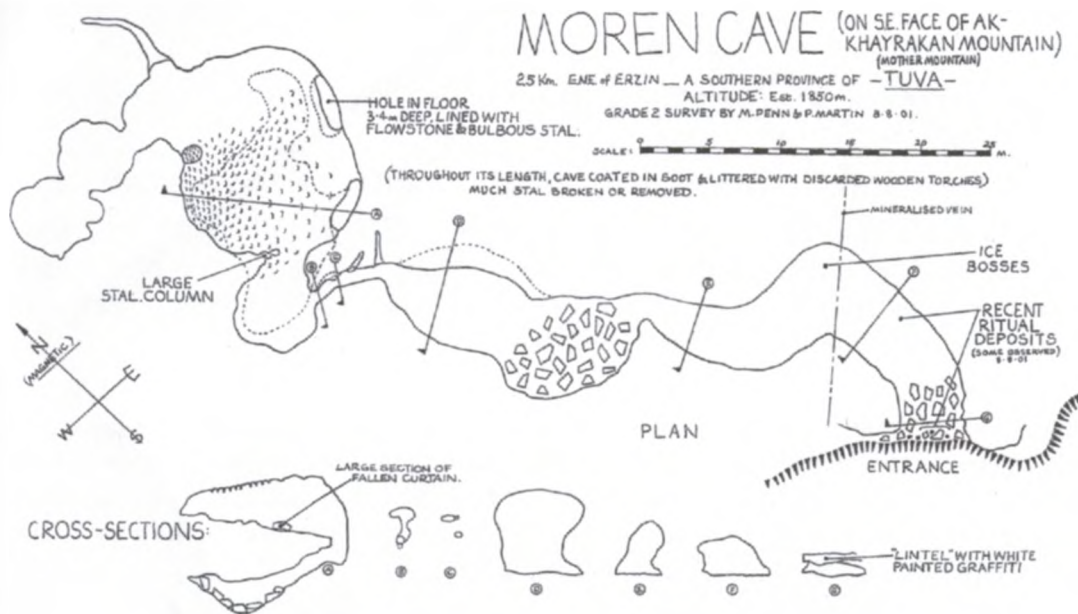 MOREN CAVE (ON S.E. FACE OF AK-
KHAYRAKAN MOUNTAIN)
(MOTHER MOUNTAIN)
25 Km. ENE of ERZIN — A SOUTHERN PROVINCE OF - TUVA -
ALTITUDE: Est. 1850m.
GRADE 2 SURVEY BY M. PENN & P. MARTIN 8-8-01.
SCALE: 0 5 10 15 20 25 M.
(THROUGHOUT ITS LENGTH, CAVE COATED IN SOOT & LITTERED WITH DISCARDED WOODEN TORCHES)
MUCH STAL BROKEN OR REMOVED.
HOLE IN FLOOR
3-4m DEEP, LINED WITH
FLOWSTONE & BULBOUS STAL.
MINERALISED VEIN
ICE
BOSSES
RECENT
RITUAL
DEPOSITS
(SOME OBSERVED)
8-8-01
LARGE
STAL. COLUMN
N
(MAGNETIC)
E
W
S
PLAN
ENTRANCE
CROSS-SECTIONS:
LARGE SECTION OF
FALLEN CURTAIN.
"LINTEL" WITH WHITE
PAINTED GRAFFITI